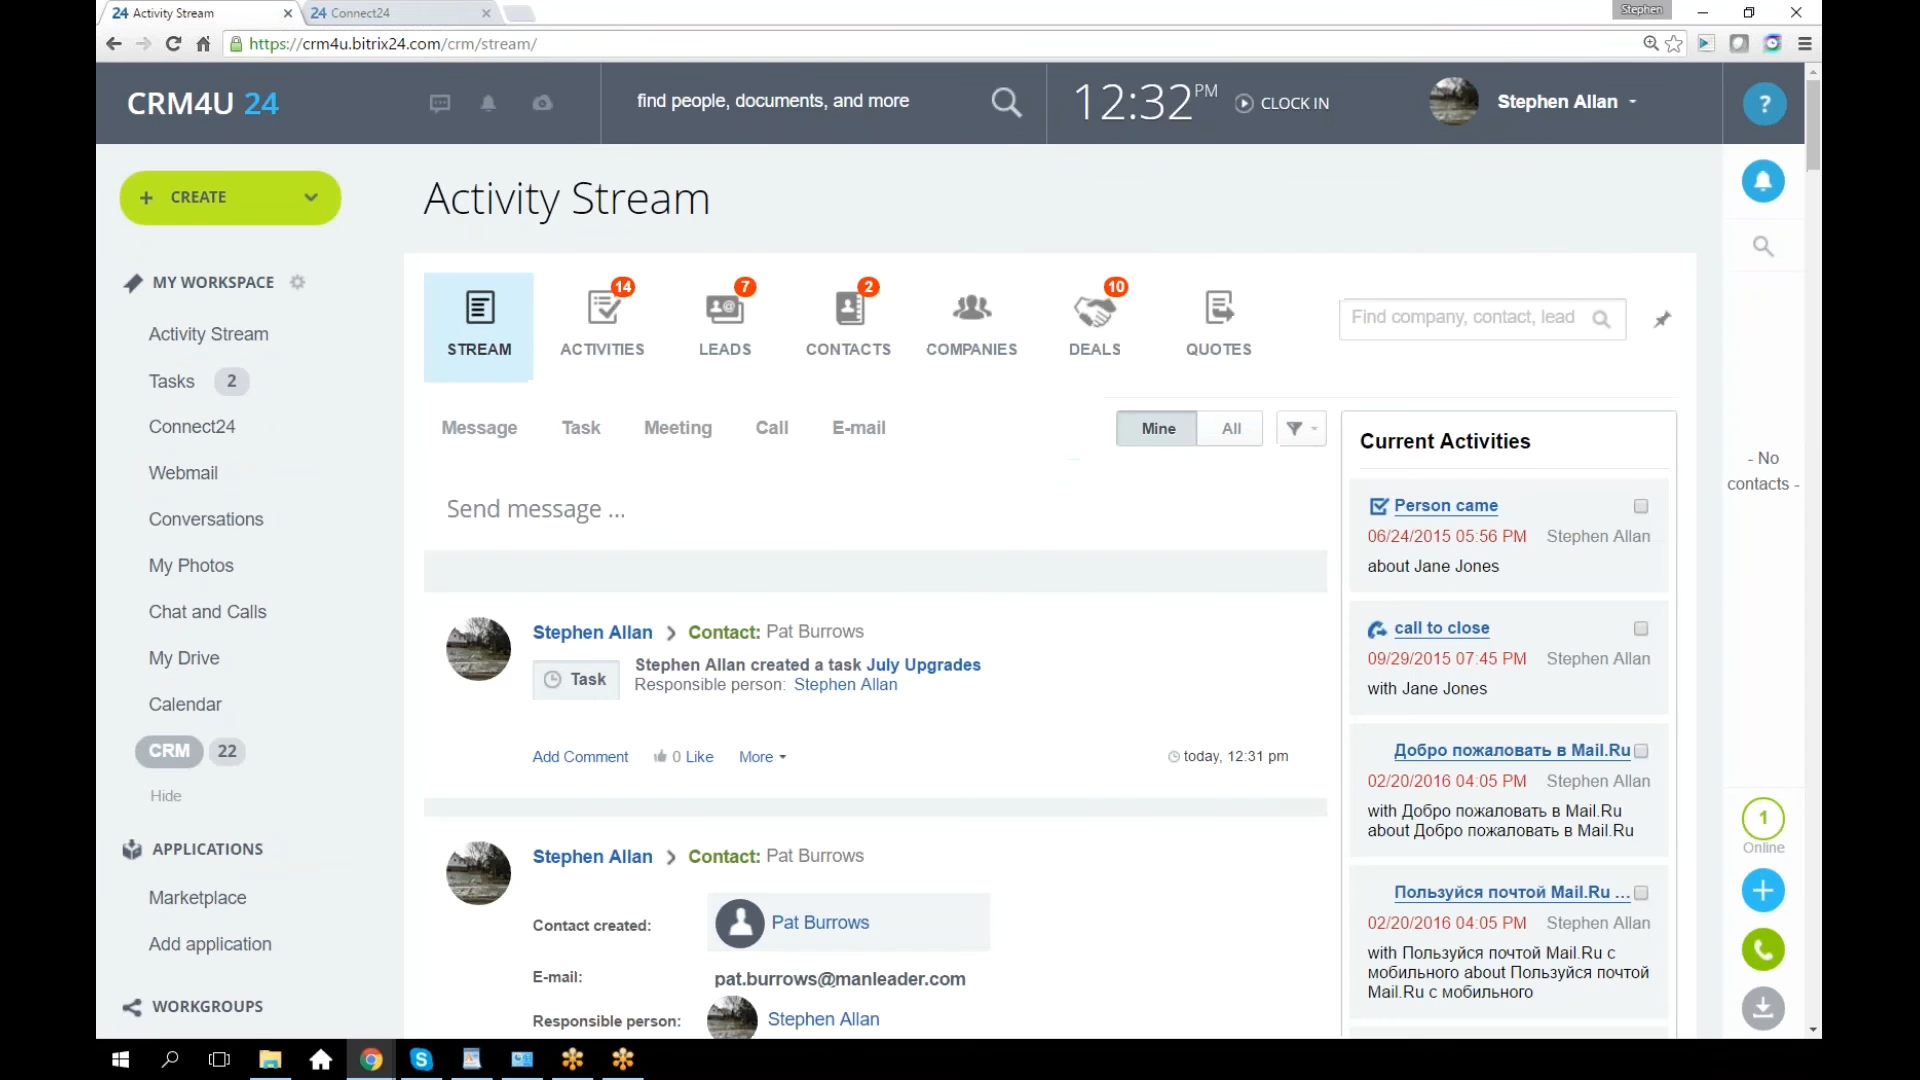 24 Activity Stream
24 Connect24
Stephen
https://crm4u.bitrix24.com/crm/stream/
CRM4U 24
find people, documents, and more
12:32 PM
CLOCK IN
Stephen Allan
?
+ CREATE
Activity Stream
MY WORKSPACE
Activity Stream
Tasks 2
Connect24
Webmail
Conversations
My Photos
Chat and Calls
My Drive
Calendar
CRM 22
Hide
APPLICATIONS
Marketplace
Add application
WORKGROUPS
STREAM
14
ACTIVITIES
7
LEADS
2
CONTACTS
COMPANIES
10
DEALS
QUOTES
Find company, contact, lead
Message Task Meeting Call E-mail
Mine All
Send message ...
Stephen Allan > Contact: Pat Burrows
Task
Stephen Allan created a task July Upgrades
Responsible person: Stephen Allan
Add Comment 0 Like More
today, 12:31 pm
Stephen Allan > Contact: Pat Burrows
Contact created: Pat Burrows
E-mail: pat.burrows@manleader.com
Responsible person: Stephen Allan
Current Activities
Person came
06/24/2015 05:56 PM Stephen Allan
about Jane Jones
call to close
09/29/2015 07:45 PM Stephen Allan
with Jane Jones
Добро пожаловать в Mail.Ru
02/20/2016 04:05 PM Stephen Allan
with Добро пожаловать в Mail.Ru
about Добро пожаловать в Mail.Ru
Пользуйся почтой Mail.Ru ...
02/20/2016 04:05 PM Stephen Allan
with Пользуйся почтой Mail.Ru с
мобильного about Пользуйся почтой
Mail.Ru с мобильного
- No
contacts -
1
Online